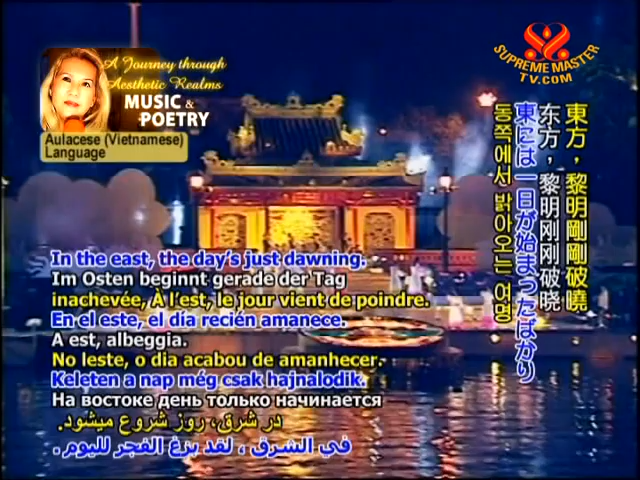 A Journey through
Aesthetic Realms
MUSIC &
POETRY
Aulacese (Vietnamese)
Language
SUPREME MASTER
TV.COM
In the east, the day's just dawning.
Im Osten beginnt gerade der Tag
inachevée, À l'est, le jour vient de poindre.
En el este, el día recién amanece.
A est, albeggia.
No leste, o dia acabou de amanhecer.
Keleten a nap még csak hajnalodik.
На востоке день только начинается
در شرق، روز شروع میشود.
في الشرق ، لقد بزغ الفجر لليوم.
東方，黎明剛剛破曉
东方，黎明刚刚破晓
東には一日が始まったばかり
동쪽에서 밝아오는 여명